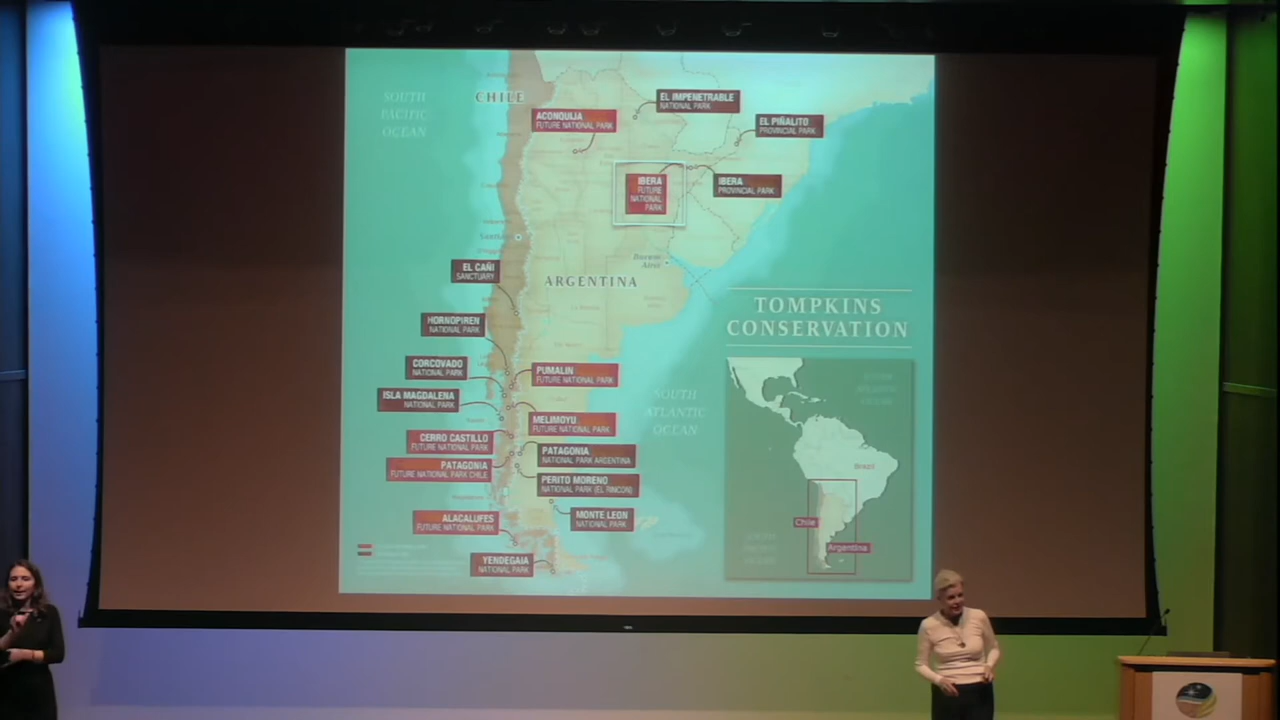 SOUTH
PACIFIC
OCEAN
CHILE
ACONQUIJA
FUTURE NATIONAL PARK
EL IMPENETRABLE
NATIONAL PARK
EL PIÑALITO
PROVINCIAL PARK
IBERA
FUTURE
NATIONAL
PARK
IBERA
PROVINCIAL PARK
Buenos
Aires
ARGENTINA
EL CAÑI
SANCTUARY
HORNOPIREN
NATIONAL PARK
CORCOVADO
NATIONAL PARK
ISLA MAGDALENA
NATIONAL PARK
CERRO CASTILLO
FUTURE NATIONAL PARK
PATAGONIA
FUTURE NATIONAL PARK CHILE
ALACALUFES
FUTURE NATIONAL PARK
YENDEGAIA
NATIONAL PARK
PUMALIN
FUTURE NATIONAL PARK
MELIMOYU
FUTURE NATIONAL PARK
PATAGONIA
NATIONAL PARK ARGENTINA
PERITO MORENO
NATIONAL PARK (EL RINCON)
MONTE LEON
NATIONAL PARK
SOUTH
ATLANTIC
OCEAN
TOMPKINS
CONSERVATION
Brazil
Chile
Argentina